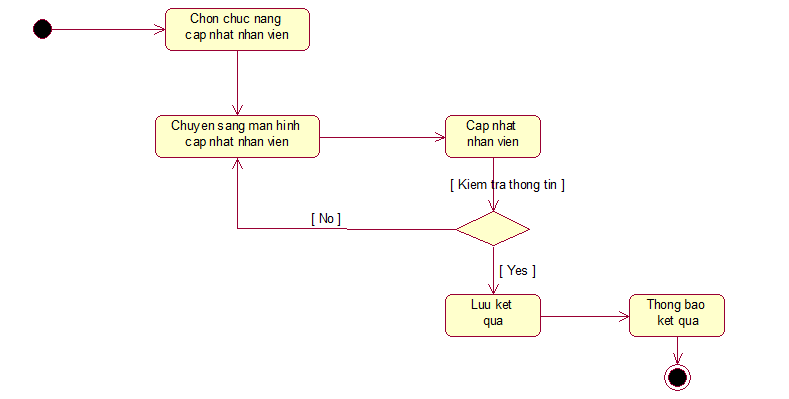 Chon chuc nang
cap nhat nhan vien
Chuyen sang man hinh
cap nhat nhan vien
Cap nhat
nhan vien
[ Kiem tra thong tin ]
[ No ]
[ Yes ]
Luu ket
qua
Thong bao
ket qua